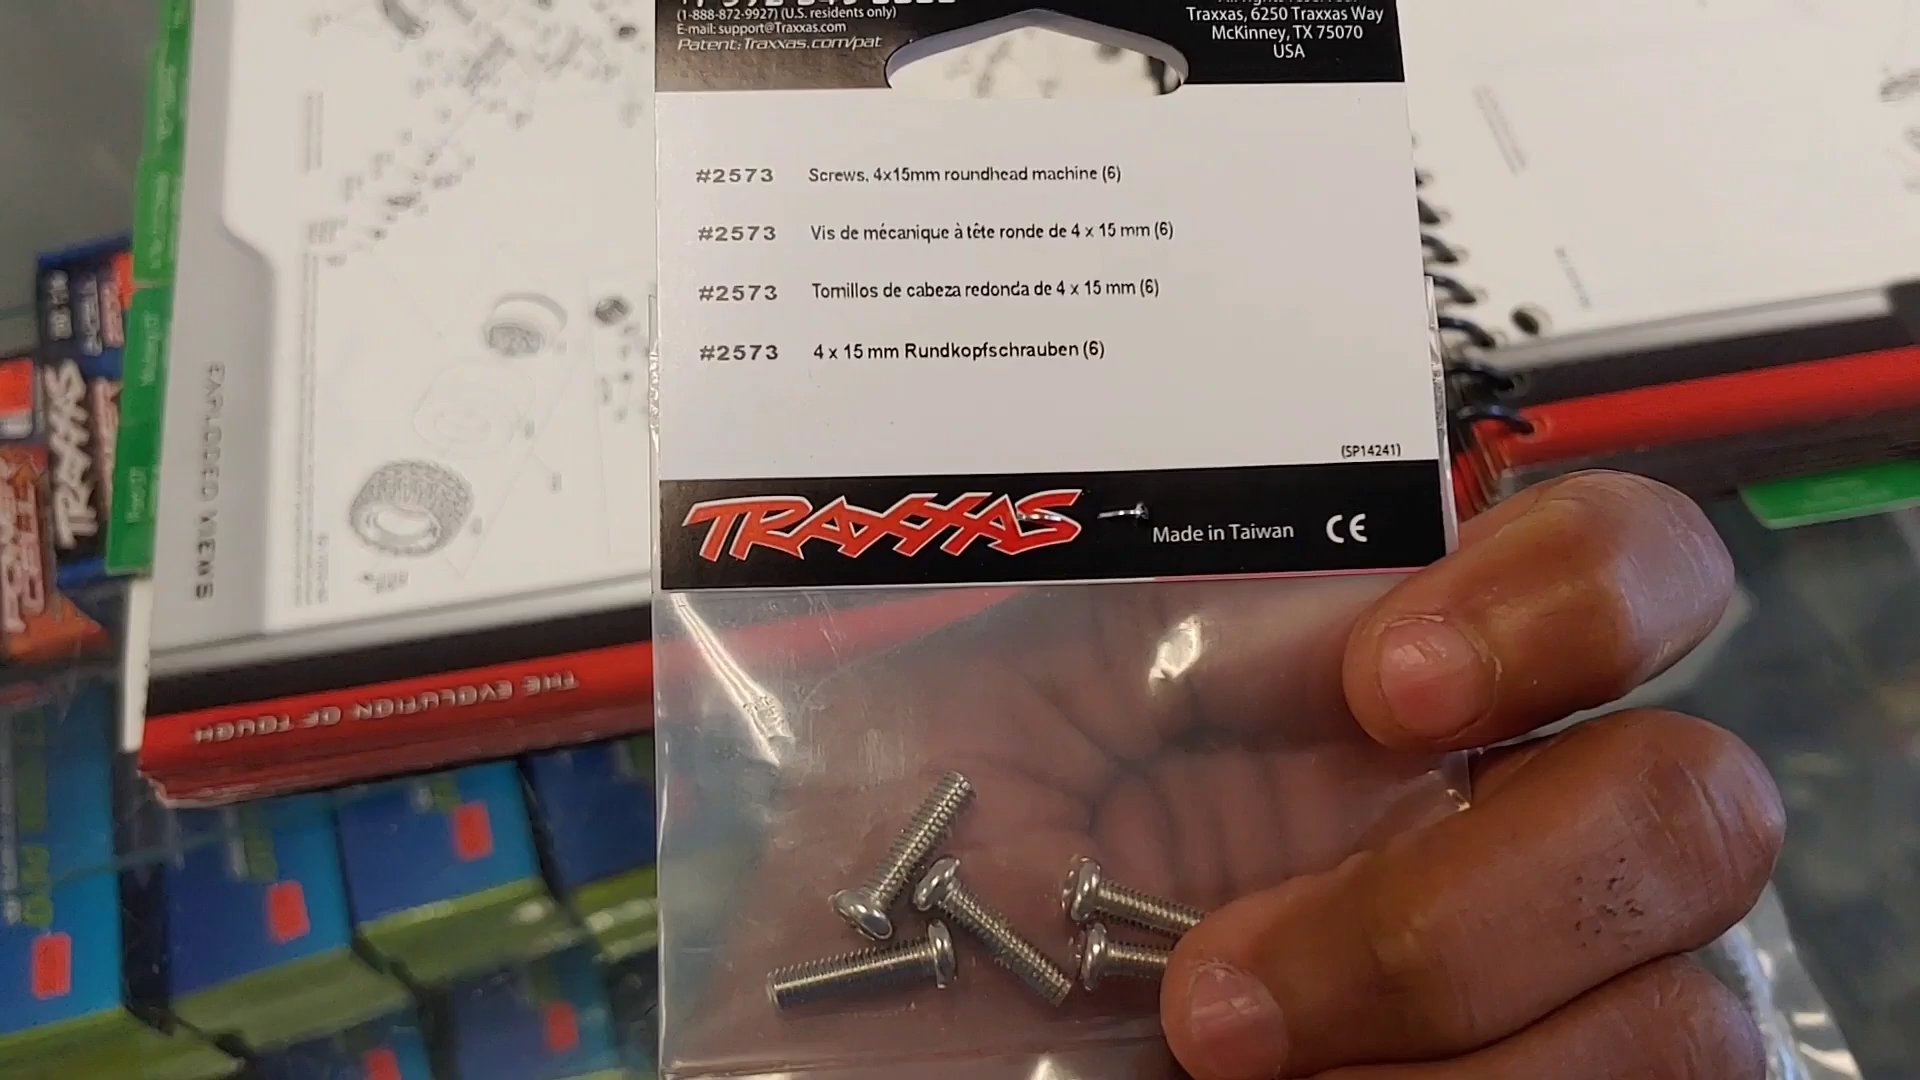 (1-888-872-9927) (U.S. residents only)
E-mail: support@Traxxas.com
Patent: Traxxas.com/pat
Traxxas, 6250 Traxxas Way
McKinney, TX 75070
USA
#2573 Screws, 4x15mm roundhead machine (6)
#2573 Vis de mécanique à tête ronde de 4 x 15 mm (6)
#2573 Tornillos de cabeza redonda de 4 x 15 mm (6)
#2573 4 x 15 mm Rundkopfschrauben (6)
(SP14241)
TRAXXAS Made in Taiwan CE
EXPLODED VIEWS
THE EVOLUTION OF TOUGH
TRAXXAS
POWER CELL